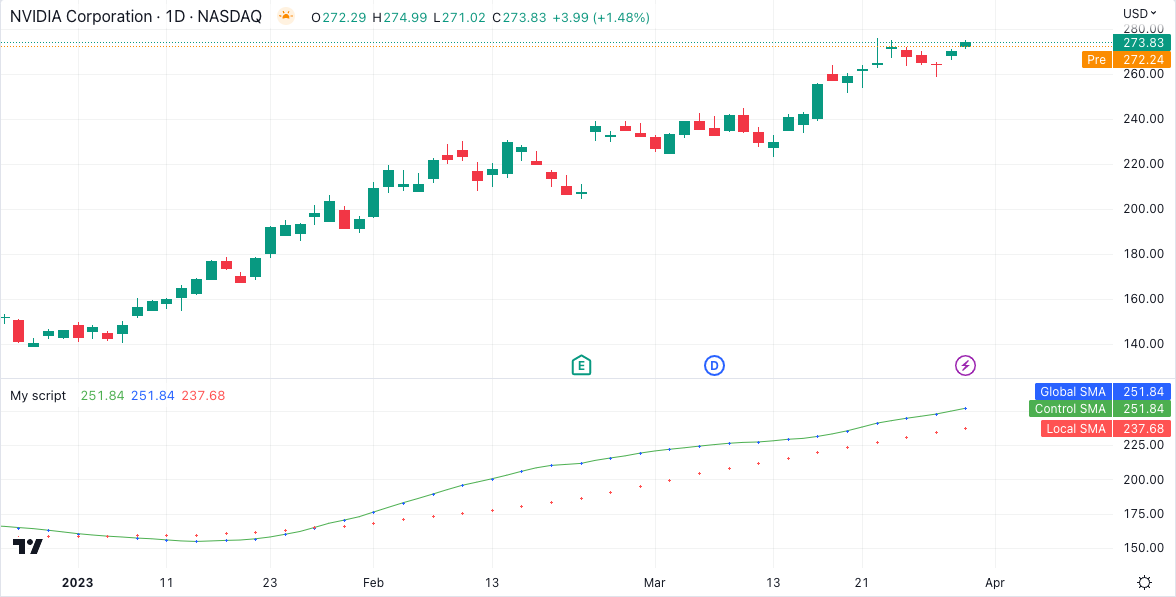 NVIDIA Corporation · 1D · NASDAQ O272.29 H274.99 L271.02 C273.83 +3.99 (+1.48%)
USD
280.00
273.83
Pre 272.24
260.00
240.00
220.00
200.00
180.00
160.00
140.00
E D
My script 251.84 251.84 237.68
Global SMA 251.84
Control SMA 251.84
Local SMA 237.68
225.00
200.00
175.00
150.00
2023 11 23 Feb 13 Mar 13 21 Apr